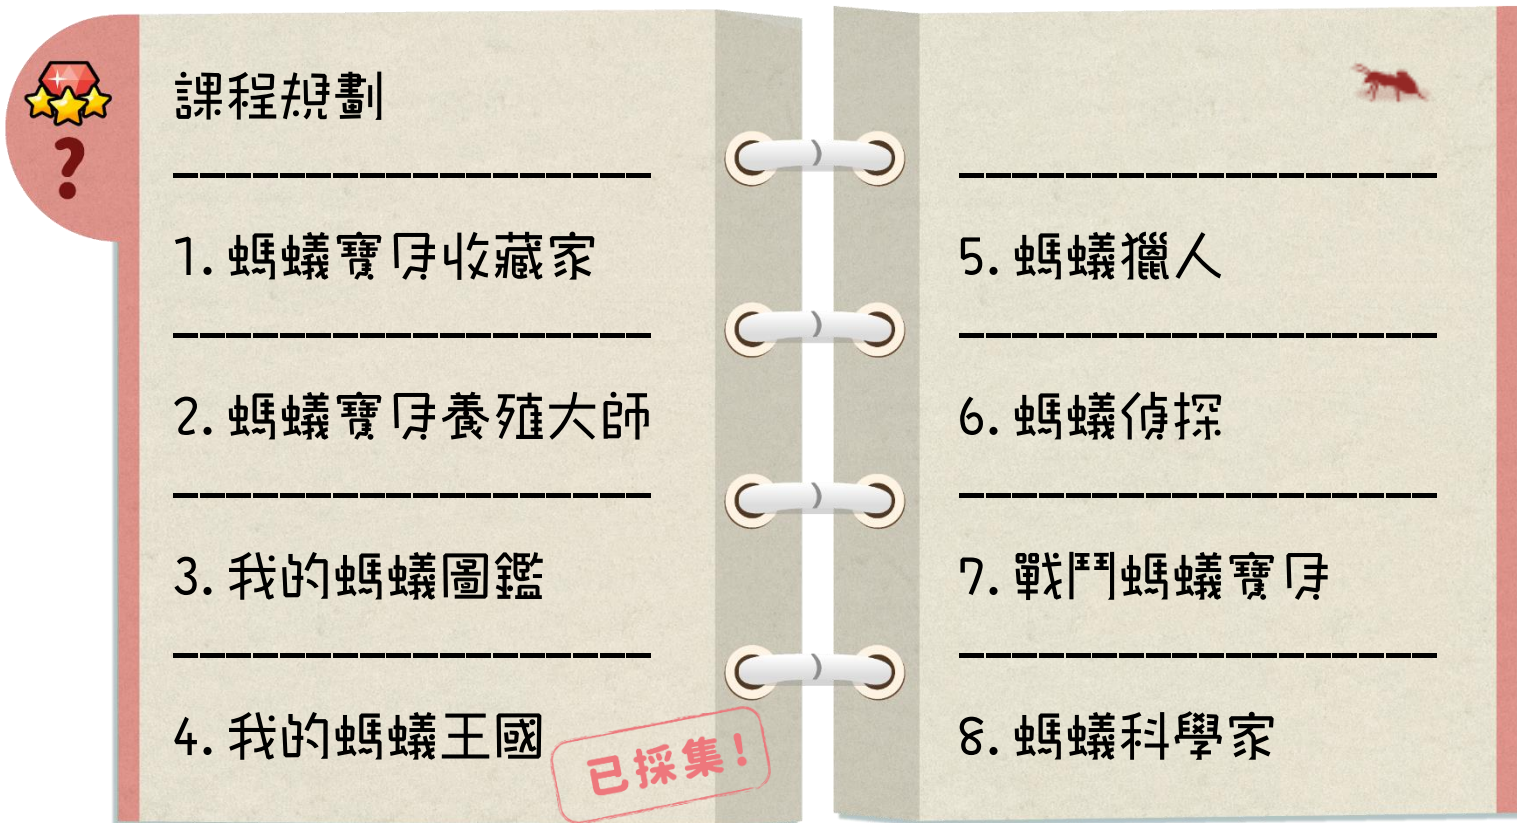 ?
課程規劃
1. 螞蟻寶貝收藏家
2. 螞蟻寶貝養殖大師
3. 我的螞蟻圖鑑
4. 我的螞蟻王國
已採集!
5. 螞蟻獵人
6. 螞蟻偵探
7. 戰鬥螞蟻寶貝
8. 螞蟻科學家